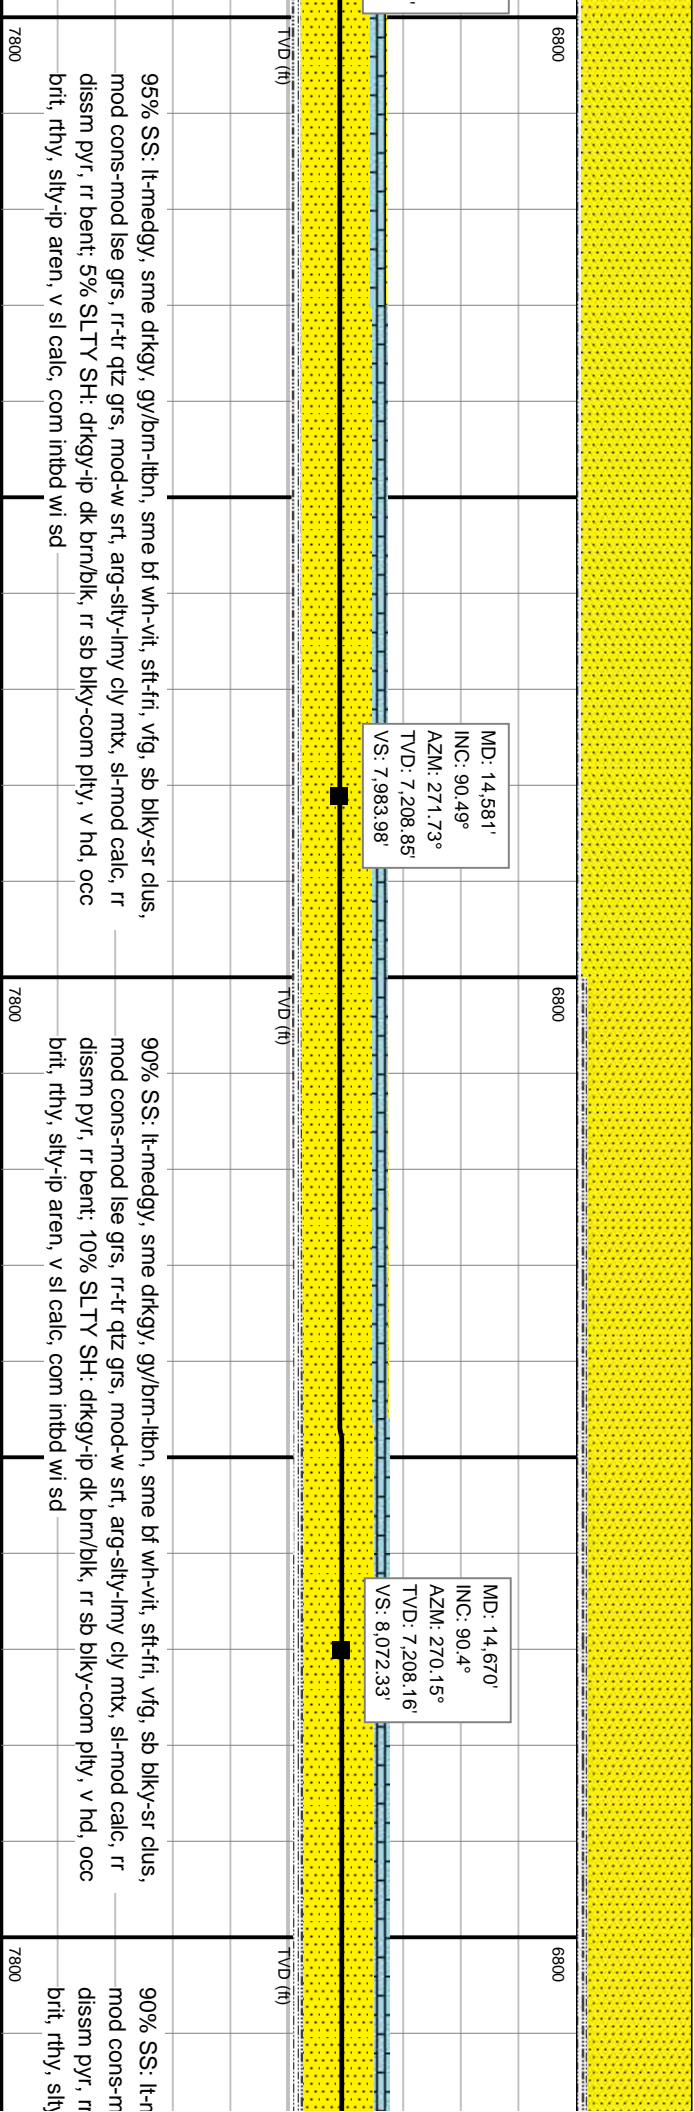 6800
TVD (ft)
7800
95% SS: lt-medgy, sme drkgy, gy/brn-ltbn, sme bf wh-vit, sft-fri, vfg, sb blky-sr clus,
mod cons-mod lse grs, rr-tr qtz grs, mod-w srt, arg-slty-lmy cly mtx, sl-mod calc, rr
dissm pyr, rr bent; 5% SLTY SH: drkgy-ip dk brn/blk, rr sb blky-com plty, v hd, occ
brit, rthy, slty-ip aren, v sl calc, com intbd wi sd
MD: 14,581'
INC: 90.49°
AZM: 271.73°
TVD: 7,208.85'
VS: 7,983.98'
6800
TVD (ft)
7800
90% SS: lt-medgy, sme drkgy, gy/brn-ltbn, sme bf wh-vit, sft-fri, vfg, sb blky-sr clus,
mod cons-mod lse grs, rr-tr qtz grs, mod-w srt, arg-slty-lmy cly mtx, sl-mod calc, rr
dissm pyr, rr bent; 10% SLTY SH: drkgy-ip dk brn/blk, rr sb blky-com plty, v hd, occ
brit, rthy, slty-ip aren, v sl calc, com intbd wi sd
MD: 14,670'
INC: 90.4°
AZM: 270.15°
TVD: 7,208.16'
VS: 8,072.33'
6800
TVD (ft)
7800
90% SS: lt-m
mod cons-m
dissm pyr, r
brit, rthy, slty